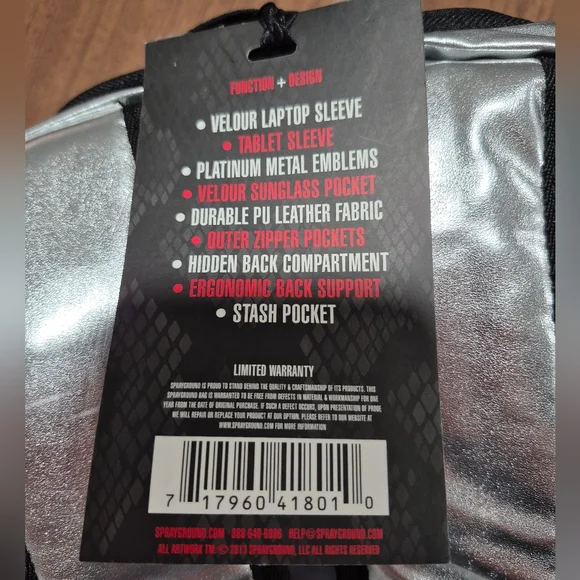 FUNCTION + DESIGN
• VELOUR LAPTOP SLEEVE
• TABLET SLEEVE
• PLATINUM METAL EMBLEMS
• VELOUR SUNGLASS POCKET
• DURABLE PU LEATHER FABRIC
• OUTER ZIPPER POCKETS
• HIDDEN BACK COMPARTMENT
• ERGONOMIC BACK SUPPORT
• STASH POCKET
LIMITED WARRANTY
SPRAYGROUND IS PROUD TO STAND BEHIND THE QUALITY & CRAFTSMANSHIP OF ITS PRODUCTS. THIS
SPRAYGROUND BAG IS WARRANTED TO BE FREE FROM DEFECTS IN MATERIAL & WORKMANSHIP FOR ONE
YEAR FROM THE DATE OF ORIGINAL PURCHASE. IF SUCH A DEFECT OCCURS, UPON PRESENTATION OF PROVE
WE WILL REPAIR OR REPLACE YOUR PRODUCT AT OUR OPTION. PLEASE REFER TO OUR WEBSITE AT
WWW.SPRAYGROUND.COM FOR MORE INFORMATION
7 17960 41801 0
SPRAYGROUND.COM · HELP@SPRAYGROUND.COM
ALL ARTWORK TM. © SPRAYGROUND, LLC ALL RIGHTS RESERVED